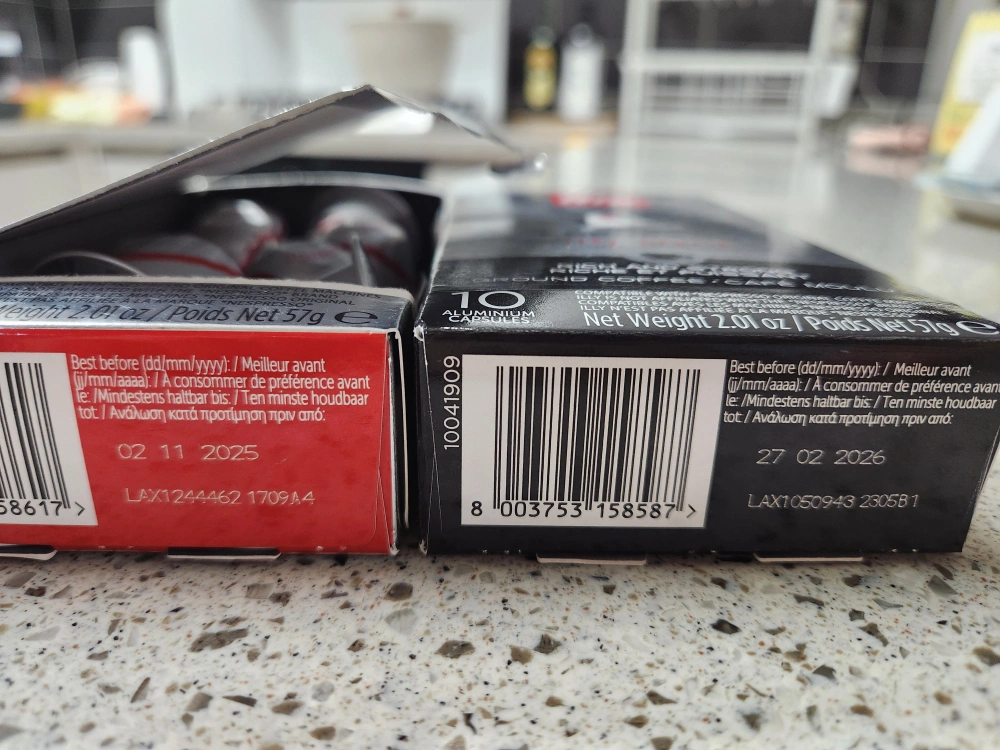 Net Weight 2.01 oz / Poids Net 57g
Best before (dd/mm/yyyy): / Meilleur avant
(jj/mm/aaaa): / À consommer de préférence avant
le: /Mindestens haltbar bis: / Ten minste houdbaar
tot: / Ανάλωση κατά προτίμηση πριν από:
02 11 2025
LAX1244462 1709A4
58617 >
10
ALUMINIUM
CAPSULES
GROUND COFFEE / CAFÉ
Net Weight 2.01 oz / Poids Net 57g
10041909
8 003753 158587 >
Best before (dd/mm/yyyy): / Meilleur avant
(jj/mm/aaaa): / À consommer de préférence avant
le: /Mindestens haltbar bis: / Ten minste houdbaar
tot: / Ανάλωση κατά προτίμηση πριν από:
27 02 2026
LAX1050943 2305B1